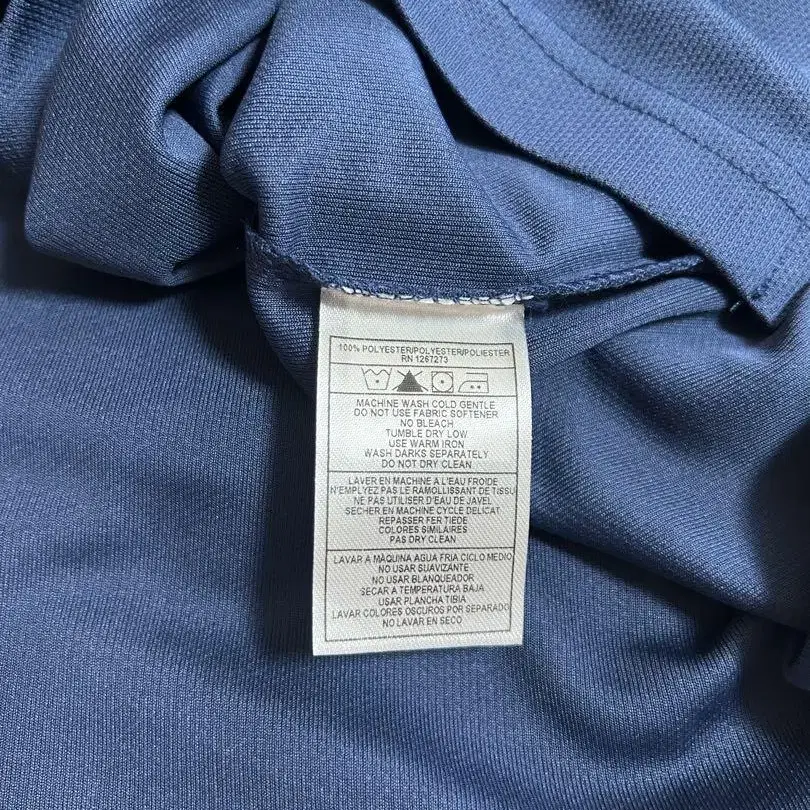 100% POLYESTER/POLYESTER/POLIESTER
RN 1267273
MACHINE WASH COLD GENTLE
DO NOT USE FABRIC SOFTENER
NO BLEACH
TUMBLE DRY LOW
USE WARM IRON
WASH DARKS SEPARATELY
DO NOT DRY CLEAN
LAVER EN MACHINE A L'EAU FROIDE
N'EMPLYEZ PAS LE RAMOLLISSANT DE TISSU
NE PAS UTILISER D'EAU DE JAVEL
SECHER EN MACHINE CYCLE DELICAT
REPASSER FER TIEDE
COLORES SIMILAIRES
PAS DRY CLEAN
LAVAR A MÀQUINA AGUA FRIA CICLO MEDIO
NO USAR SUAVIZANTE
NO USAR BLANQUEADOR
SECAR A TEMPERATURA BAJA
USAR PLANCHA TIBIA
LAVAR COLORES OSCUROS POR SEPARADO
NO LAVAR EN SECO